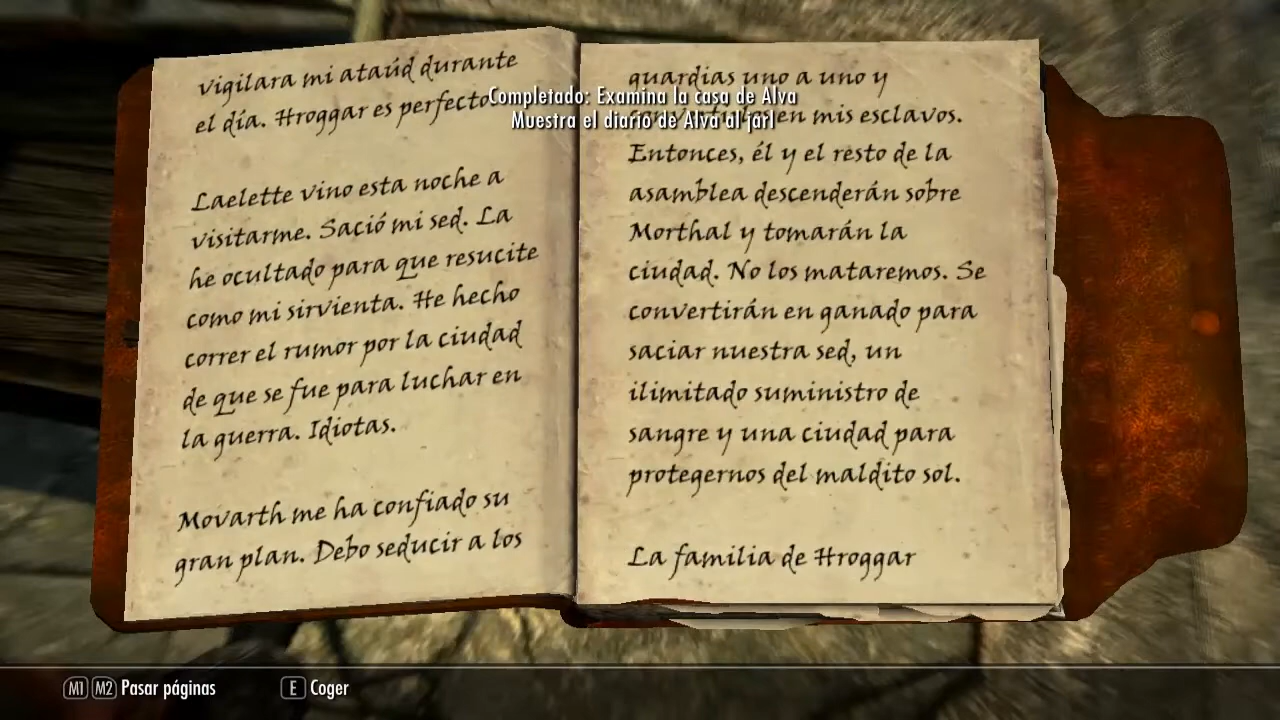 vigilara mi ataúd durante
el día. Hroggar es perfecto
Laelette vino esta noche a
visitarme. Sació mi sed. La
he ocultado para que resucite
como mi sirvienta. He hecho
correr el rumor por la ciudad
de que se fue para luchar en
la guerra. Idiotas.
Movarth me ha confiado su
gran plan. Debo seducir a los
guardias uno a uno y
en mis esclavos.
Entonces, él y el resto de la
asamblea descenderán sobre
Morthal y tomarán la
ciudad. No los mataremos. Se
convertirán en ganado para
saciar nuestra sed, un
ilimitado suministro de
sangre y una ciudad para
protegernos del maldito sol.
La familia de Hroggar
Completado: Examina la casa de Alva
Muestra el diario de Alva al jarl
M1 M2 Pasar páginas
E Coger